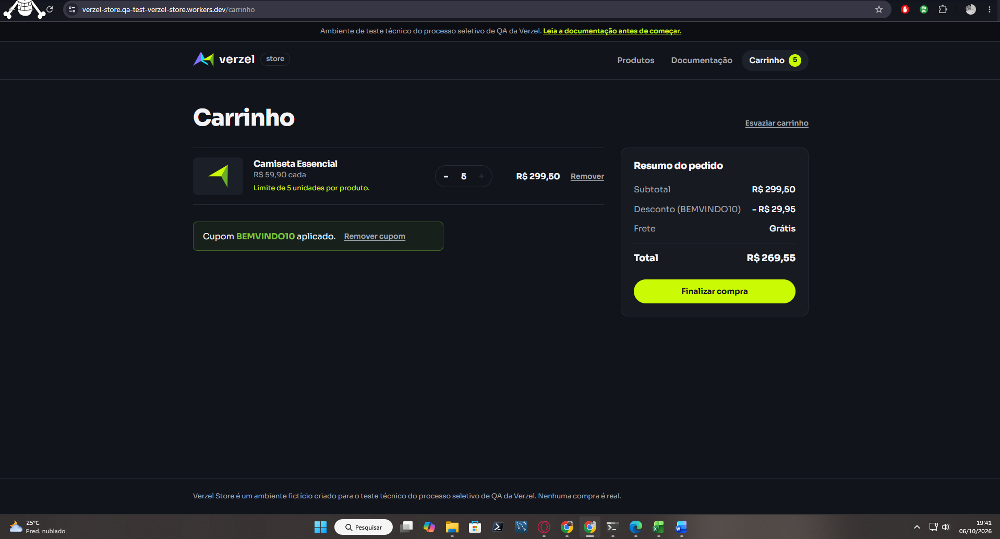 verzel-store.qa-test-verzel-store.workers.dev/carrinho
Ambiente de teste técnico do processo seletivo de QA da Verzel. Leia a documentação antes de começar.
verzel store
Produtos
Documentação
Carrinho 5
Carrinho
Esvaziar carrinho
Camiseta Essencial
R$ 59,90 cada
Limite de 5 unidades por produto.
- 5 +
R$ 299,50
Remover
Cupom BEMVINDO10 aplicado. Remover cupom
Resumo do pedido
Subtotal R$ 299,50
Desconto (BEMVINDO10) - R$ 29,95
Frete Grátis
Total R$ 269,55
Finalizar compra
Verzel Store é um ambiente fictício criado para o teste técnico do processo seletivo de QA da Verzel. Nenhuma compra é real.
25°C
Pred. nublado
Pesquisar
19:41
06/10/2026